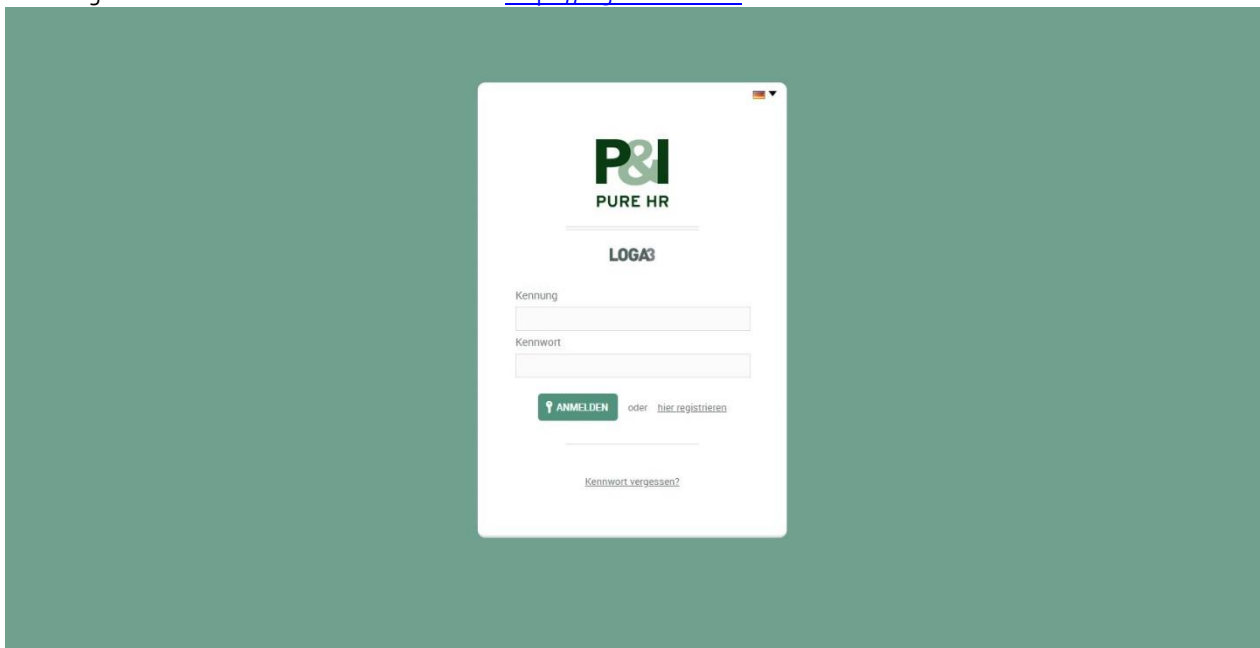 P&I
PURE HR
LOGA3
Kennung
Kennwort
ANMELDEN oder hier registrieren
Kennwort vergessen?